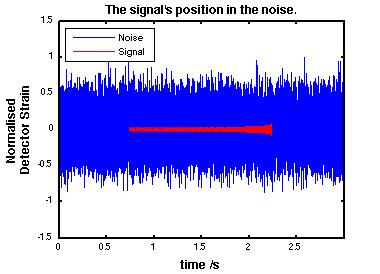 The signal's position in the noise.
1.5
Noise
Signal
1
0.5
0
-0.5
-1
-1.5
Normalised
Detector Strain
0 0.5 1 1.5 2 2.5
time /s